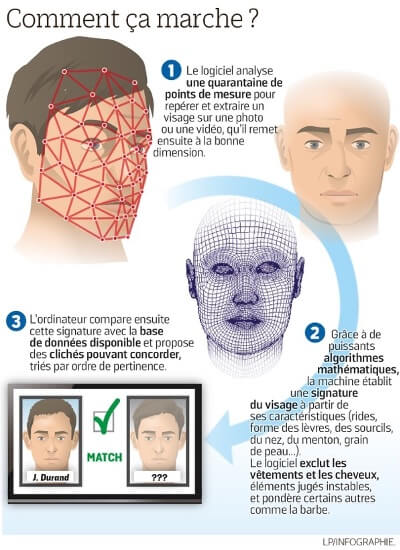 Comment ça marche ?
1 Le logiciel analyse
une quarantaine de
points de mesure pour
repérer et extraire un
visage sur une photo
ou une vidéo, qu'il remet
ensuite à la bonne
dimension.
2 Grâce à de
puissants
algorithmes
mathématiques,
la machine établit
une signature
du visage à partir de
ses caractéristiques (rides,
forme des lèvres, des sourcils,
du nez, du menton, grain
de peau...).
Le logiciel exclut les
vêtements et les cheveux,
éléments jugés instables,
et pondère certains autres
comme la barbe.
3 L'ordinateur compare ensuite
cette signature avec la base
de données disponible et propose
des clichés pouvant concorder,
triés par ordre de pertinence.
MATCH
J. Durand
???
LP/INFOGRAPHIE.